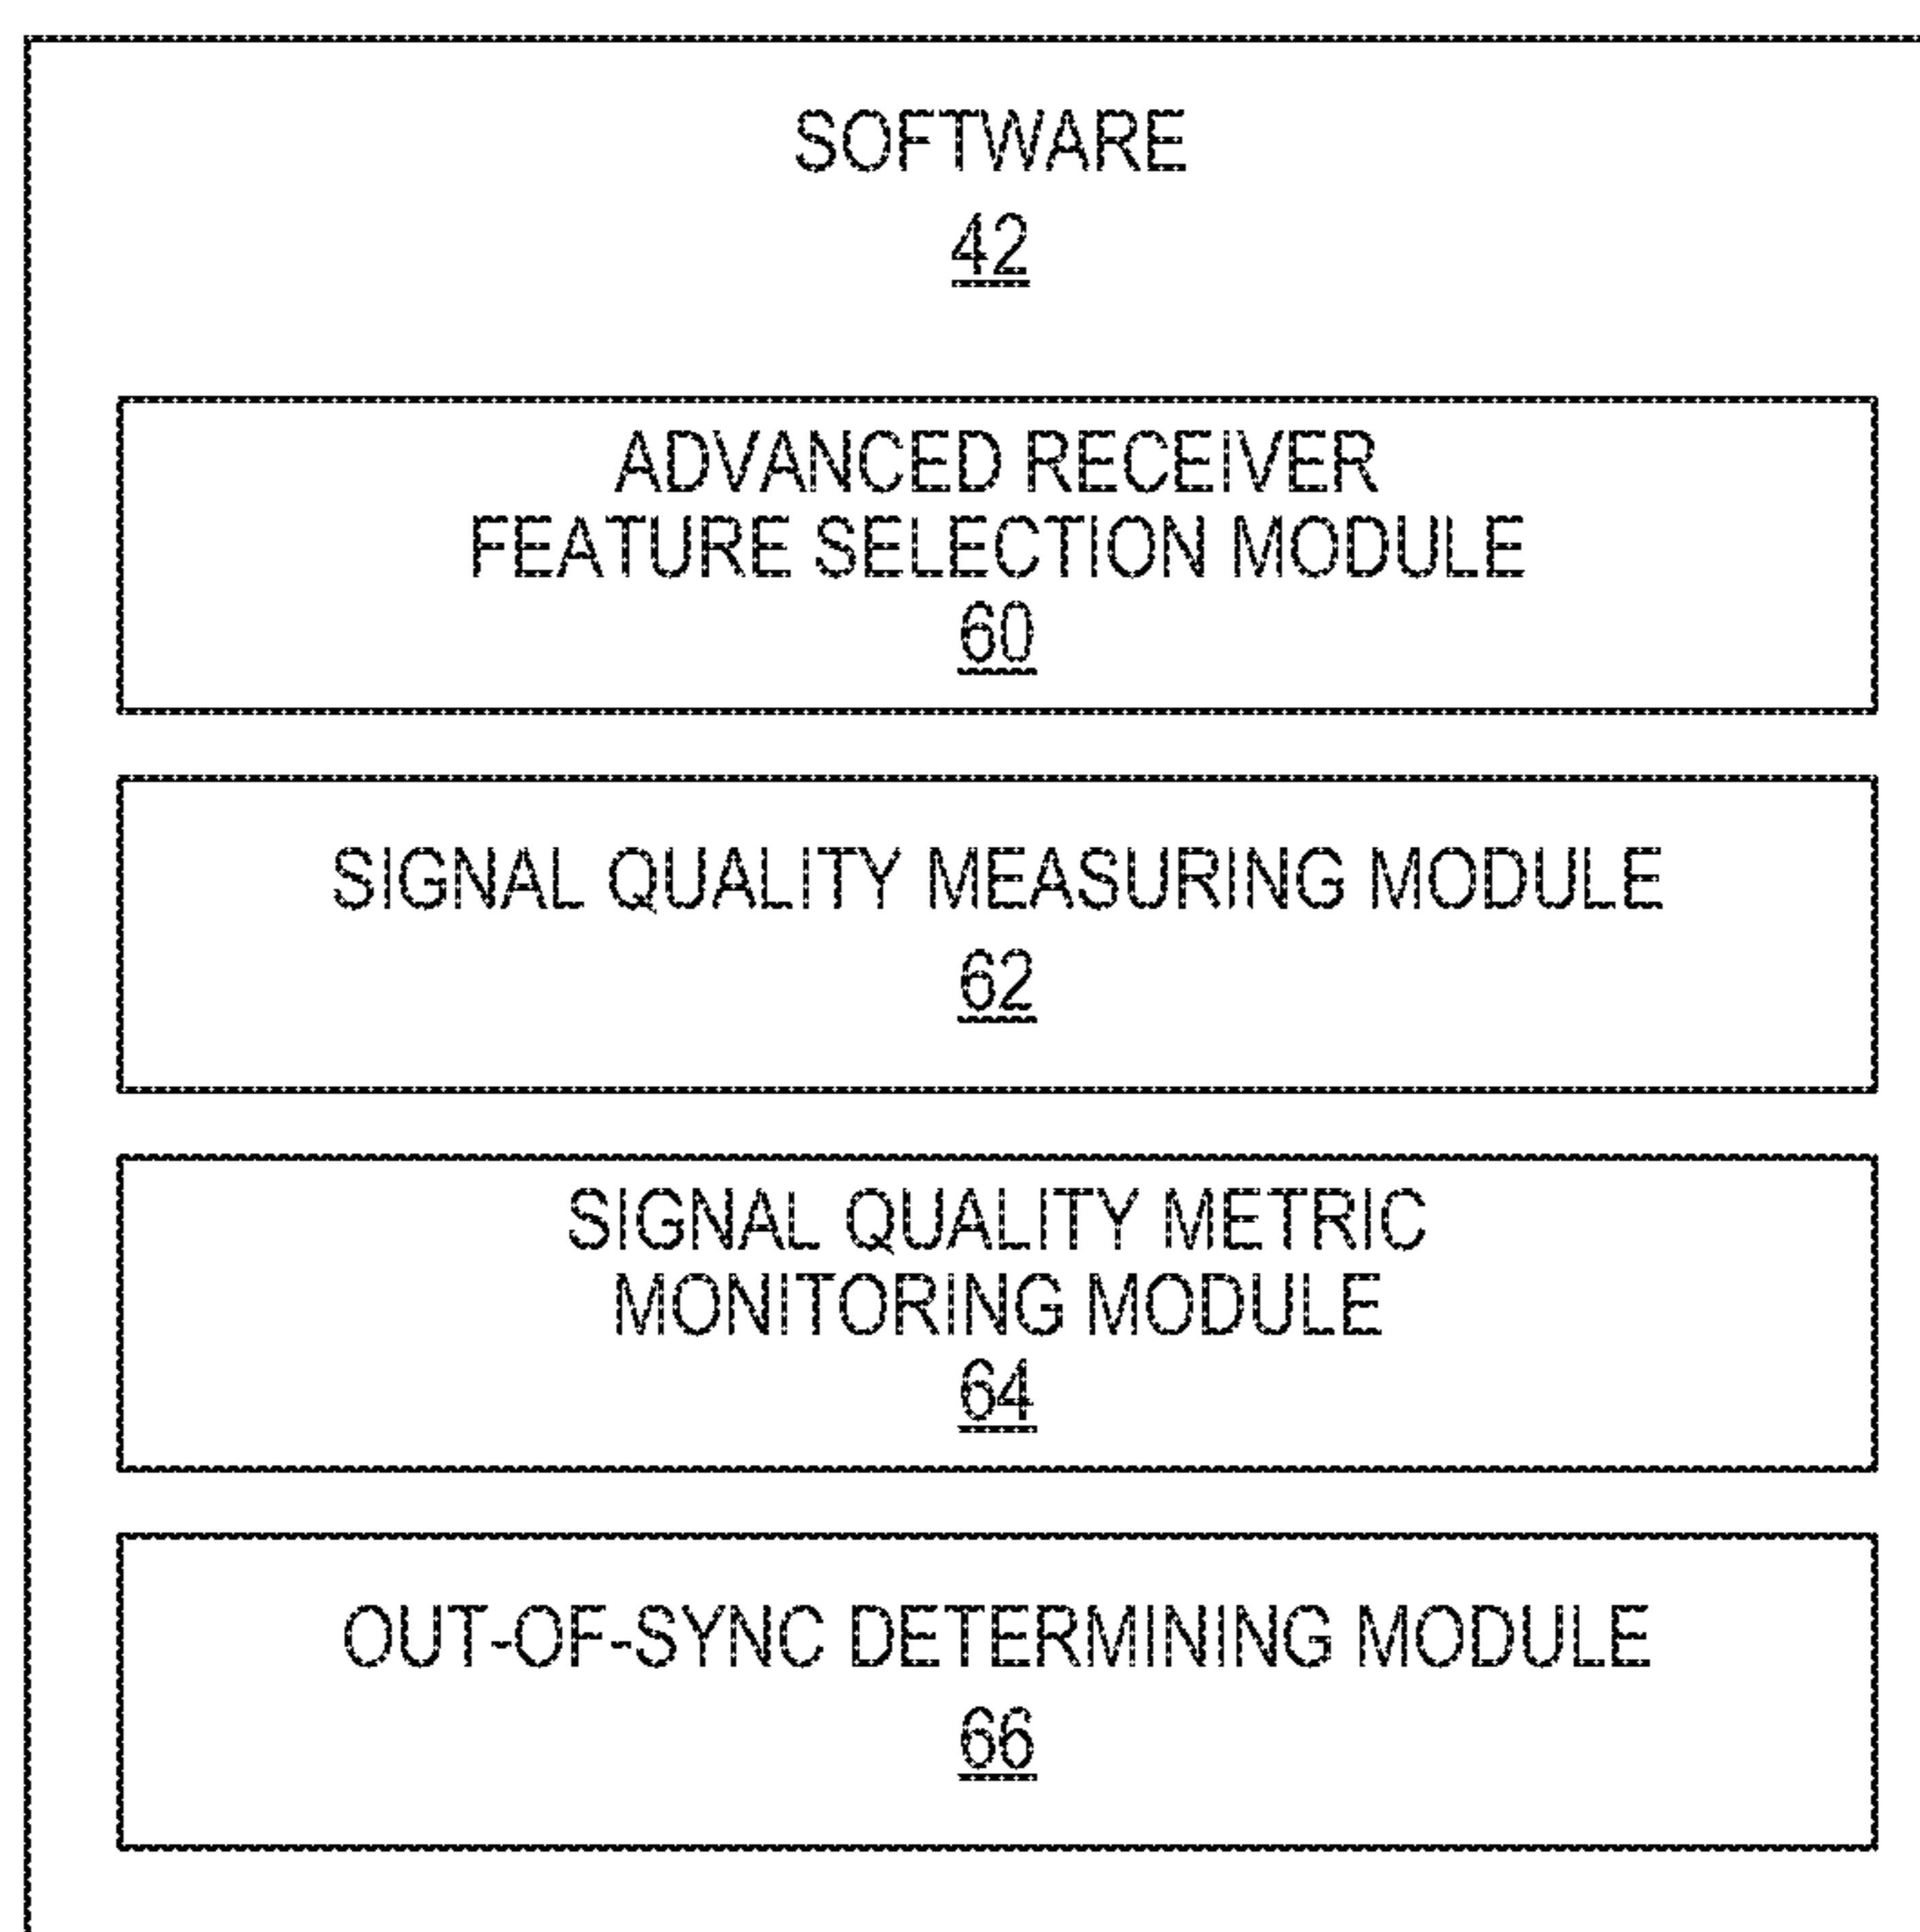 SOFTWARE
42
ADVANCED RECEIVER
FEATURE SELECTION MODULE
60
SIGNAL QUALITY MEASURING MODULE
62
SIGNAL QUALITY METRIC
MONITORING MODULE
64
OUT-OF-SYNC DETERMINING MODULE
66